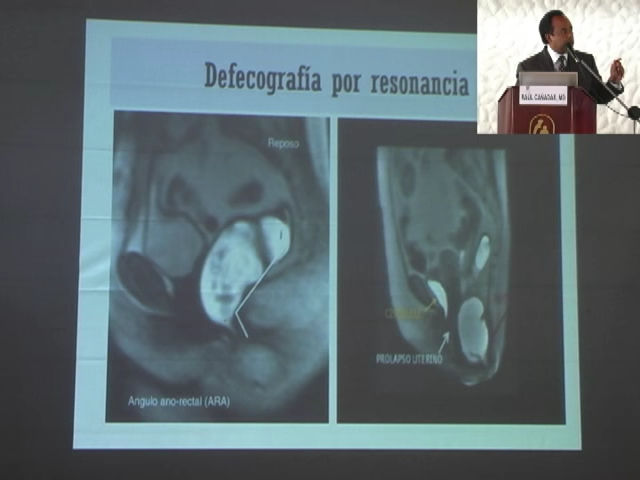 Defecografía por resonancia
RAÚL CAÑADAS, MD
Reposo
PROLAPSO UTERINO
Angulo ano-rectal (ARA)